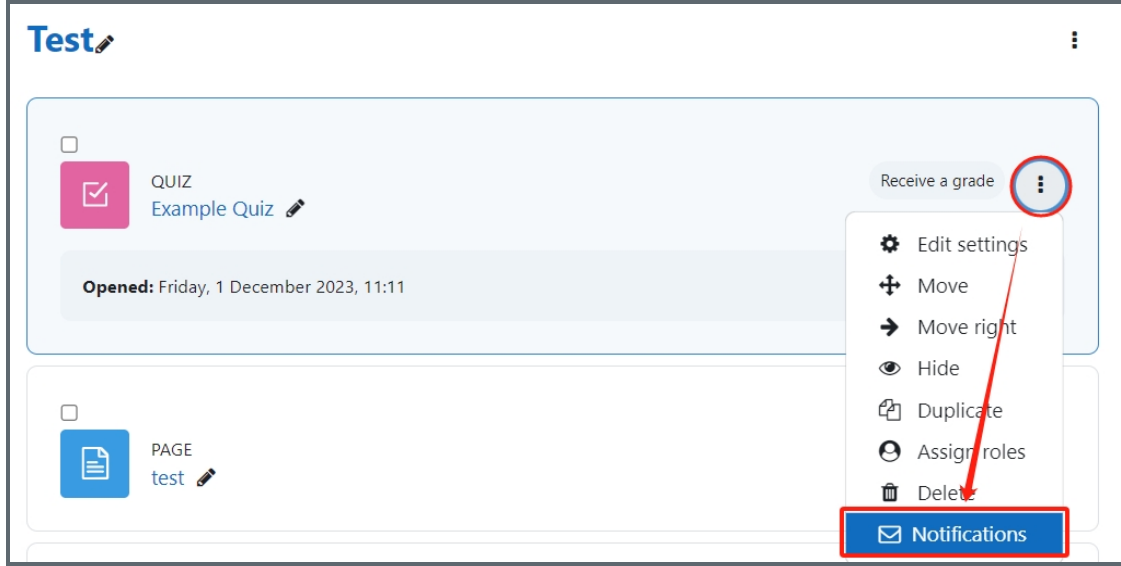 Test
QUIZ
Receive a grade
Example Quiz
Opened: Friday, 1 December 2023, 11:11
Edit settings
Move
Move right
Hide
Duplicate
Assign roles
Delete
Notifications
PAGE
test